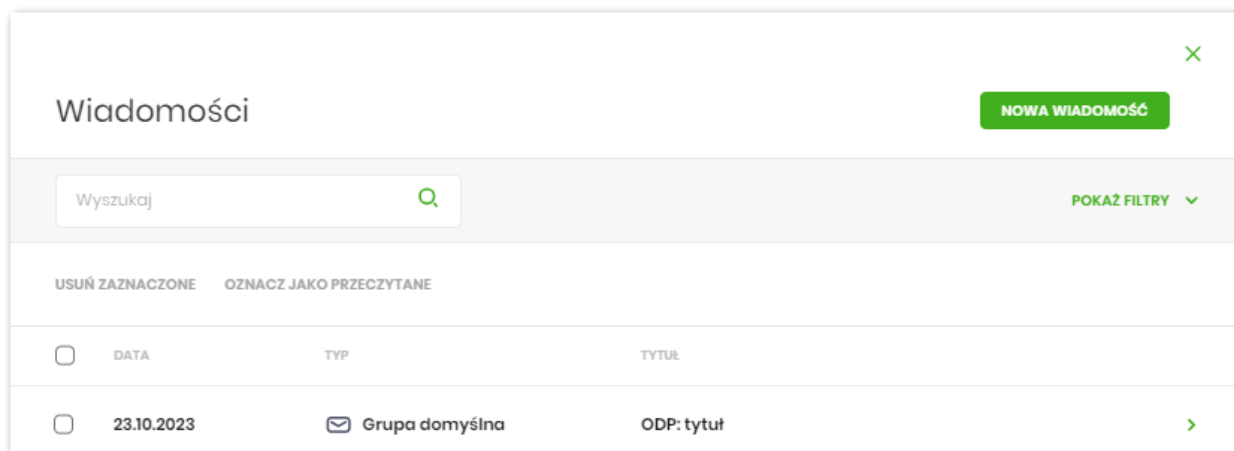 Wiadomości
NOWA WIADOMOŚĆ
Wyszukaj
POKAŻ FILTRY
USUŃ ZAZNACZONE OZNACZ JAKO PRZECZYTANE
DATA TYP TYTUŁ
23.10.2023 Grupa domyślna ODP: tytuł